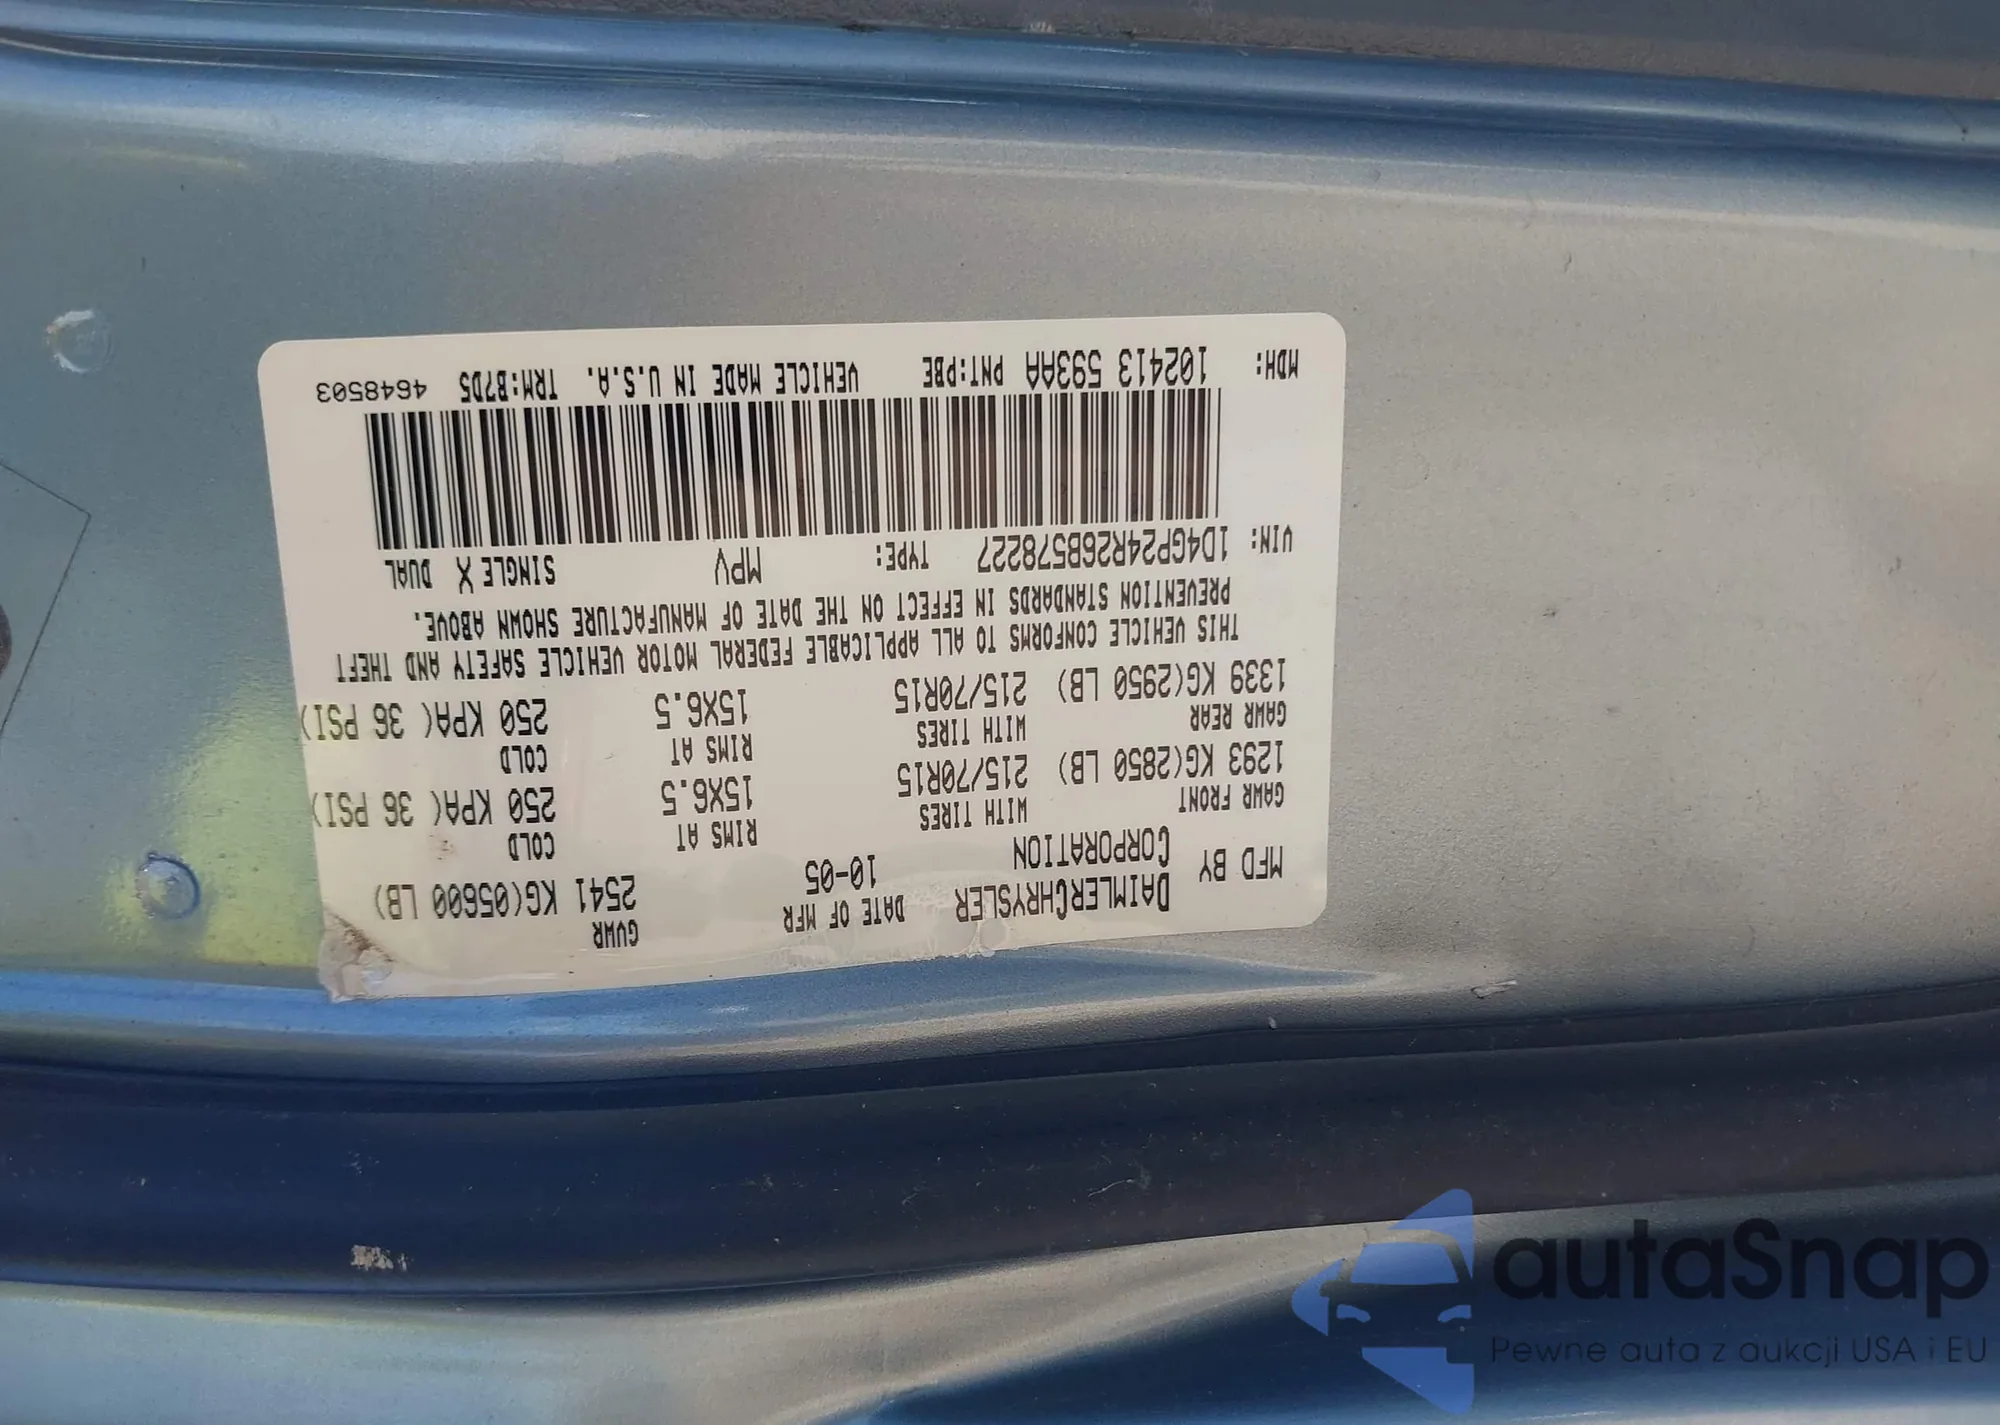 MFD BY DAIMLERCHRYSLER CORPORATION DATE OF MFR 10-05 GVWR 2541 KG(05600 LB)
GAWR FRONT WITH TIRES RIMS AT COLD
1293 KG(2850 LB) 215/70R15 15X6.5 250 KPA( 36 PSI)
GAWR REAR WITH TIRES RIMS AT COLD
1339 KG(2950 LB) 215/70R15 15X6.5 250 KPA( 36 PSI)
THIS VEHICLE CONFORMS TO ALL APPLICABLE FEDERAL MOTOR VEHICLE SAFETY AND THEFT
PREVENTION STANDARDS IN EFFECT ON THE DATE OF MANUFACTURE SHOWN ABOVE.
VIN: 1D4GP24R26B578227 TYPE: MPV SINGLE X DUAL
MDH: 102413 593AA PNT:PBE VEHICLE MADE IN U.S.A. TRM:B7D5 4648503
autaSnap
Pewne auta z aukcji USA i EU